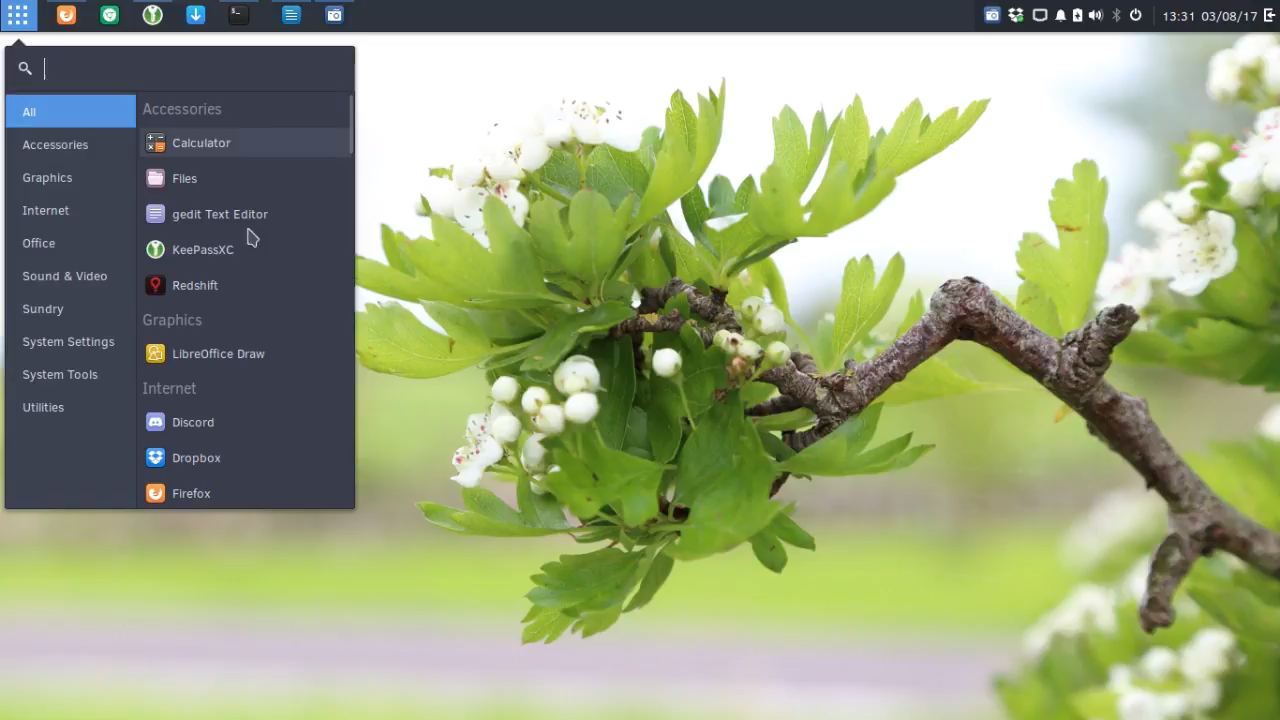 13:31 03/08/17
All
Accessories
Graphics
Internet
Office
Sound & Video
Sundry
System Settings
System Tools
Utilities
Accessories
Calculator
Files
gedit Text Editor
KeePassXC
Redshift
Graphics
LibreOffice Draw
Internet
Discord
Dropbox
Firefox